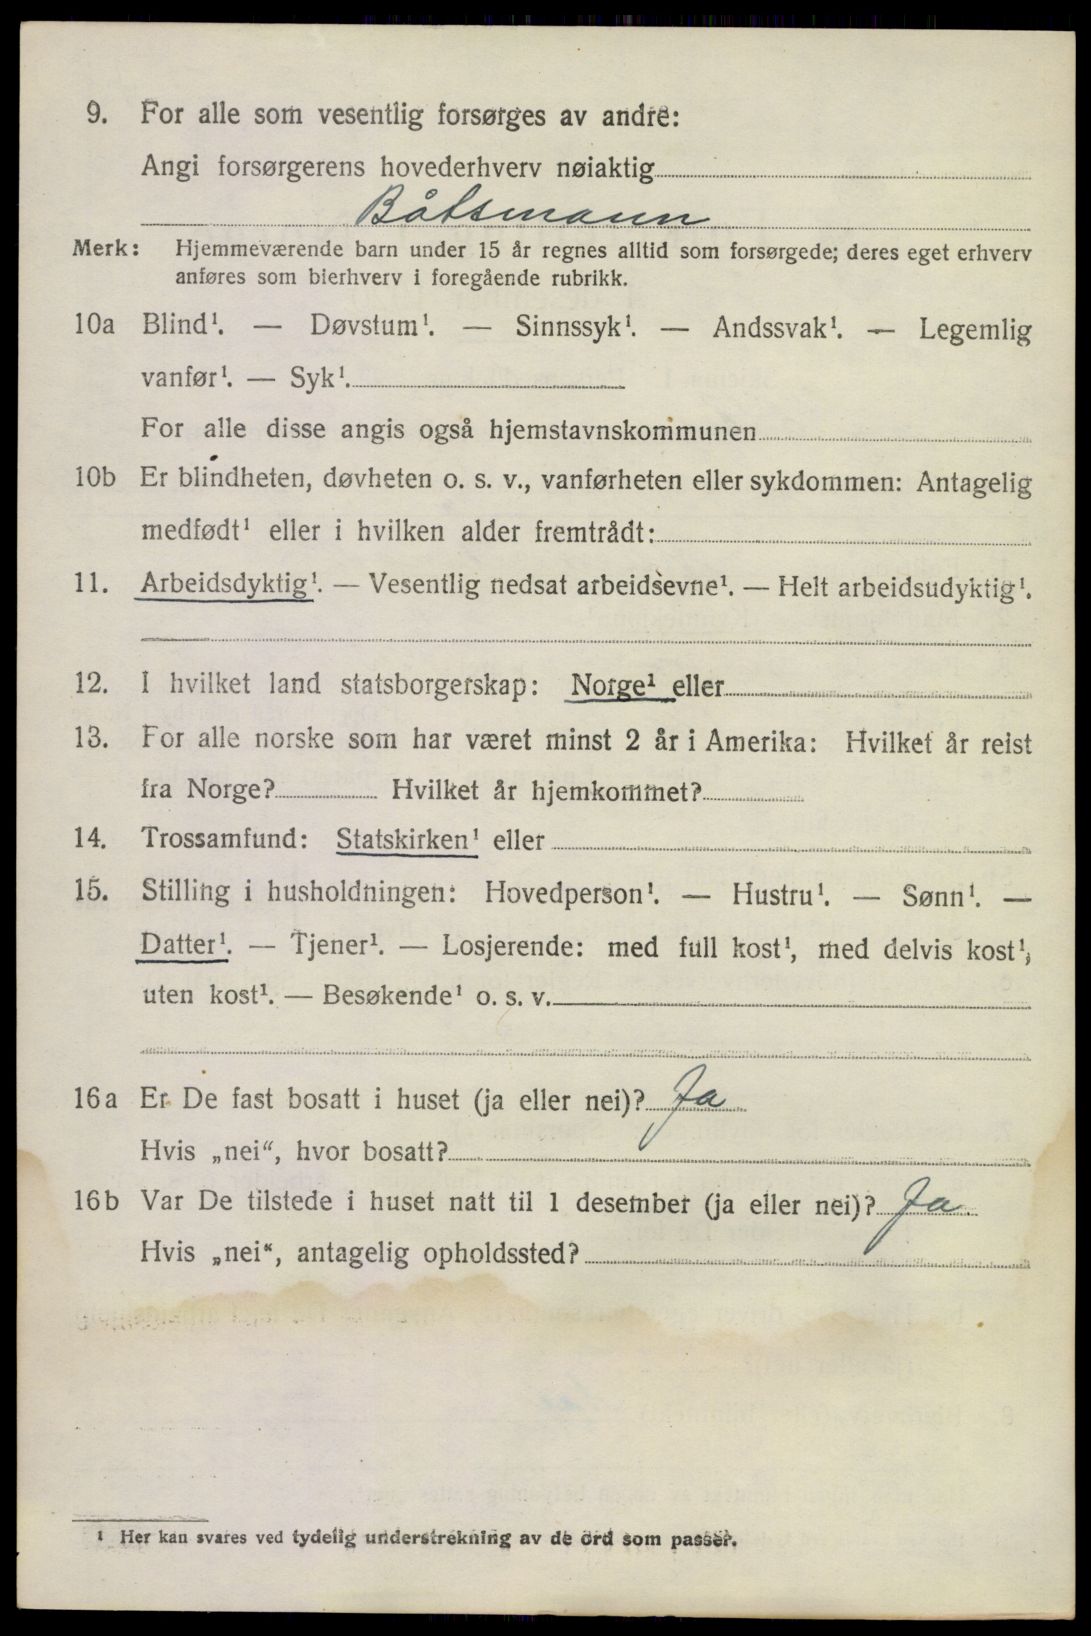 9. For alle som vesentlig forsørges av andre:
Angi forsørgerens hovederhverv nøiaktig
Båtsmann
Merk: Hjemmeværende barn under 15 år regnes alltid som forsørgede; deres eget erhverv
anføres som bierhverv i foregående rubrikk.
10a Blind¹. — Døvstum¹. — Sinnssyk¹. — Andssvak¹. — Legemlig
vanfør¹. — Syk¹.
For alle disse angis også hjemstavnskommunen
10b Er blindheten, døvheten o. s. v., vanførheten eller sykdommen: Antagelig
medfødt¹ eller i hvilken alder fremtrådt:
11. Arbeidsdyktig¹. — Vesentlig nedsat arbeidsevne¹. — Helt arbeidsudyktig¹.
12. I hvilket land statsborgerskap: Norge¹ eller
13. For alle norske som har været minst 2 år i Amerika: Hvilket år reist
fra Norge? Hvilket år hjemkommet?
14. Trossamfund: Statskirken¹ eller
15. Stilling i husholdningen: Hovedperson¹. — Hustru¹. — Sønn¹. —
Datter¹. — Tjener¹. — Losjerende: med full kost¹, med delvis kost¹,
uten kost¹. — Besøkende¹ o. s. v.
16a Er De fast bosatt i huset (ja eller nei)? Ja
Hvis „nei“, hvor bosatt?
16b Var De tilstede i huset natt til 1 desember (ja eller nei)? Ja.
Hvis „nei“, antagelig opholdssted?
¹ Her kan svares ved tydelig understrekning av de ord som passer.